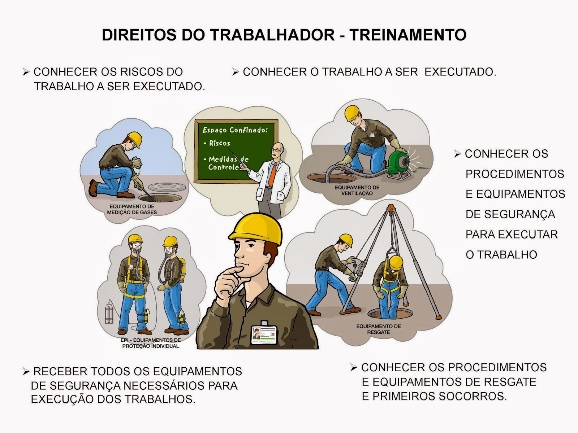 DIREITOS DO TRABALHADOR - TREINAMENTO
➢ CONHECER OS RISCOS DO
TRABALHO A SER EXECUTADO.
➢ CONHECER O TRABALHO A SER EXECUTADO.
Espaço Confinado:
• Riscos
• Medidas de
Controle
EQUIPAMENTO DE
MEDIÇÃO DE GASES
EQUIPAMENTO DE
VENTILAÇÃO
➢ CONHECER OS
PROCEDIMENTOS
E EQUIPAMENTOS
DE SEGURANÇA
PARA EXECUTAR
O TRABALHO
EPI - EQUIPAMENTOS DE
PROTEÇÃO INDIVIDUAL
EQUIPAMENTO DE
RESGATE
➢ RECEBER TODOS OS EQUIPAMENTOS
DE SEGURANÇA NECESSÁRIOS PARA
EXECUÇÃO DOS TRABALHOS.
➢ CONHECER OS PROCEDIMENTOS
E EQUIPAMENTOS DE RESGATE
E PRIMEIROS SOCORROS.